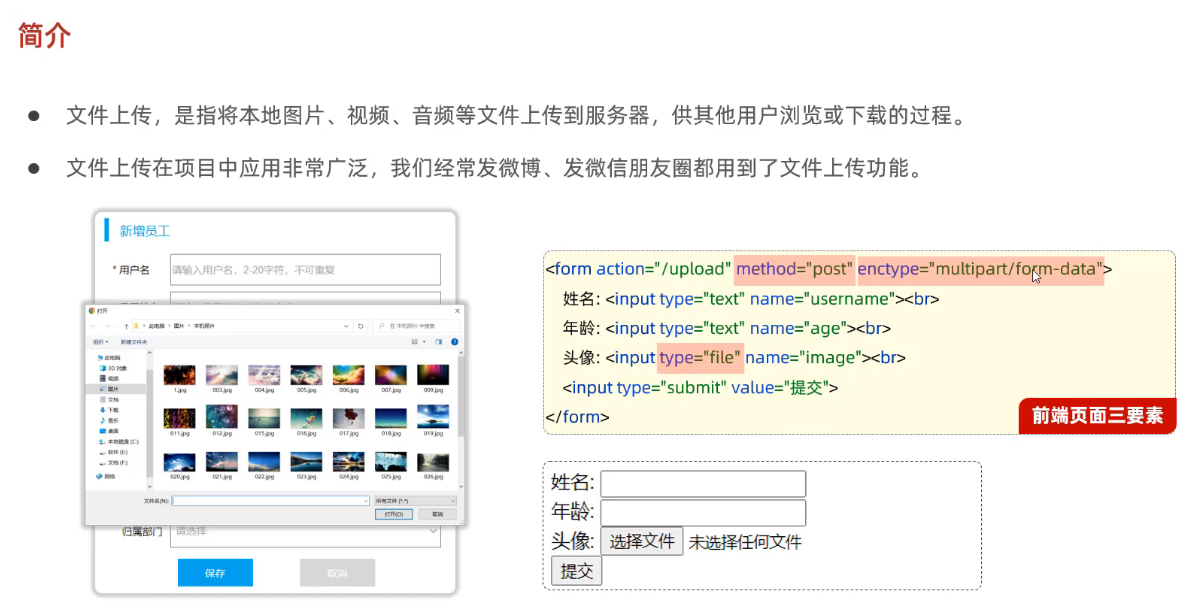 简介
文件上传，是指将本地图片、视频、音频等文件上传到服务器，供其他用户浏览或下载的过程。
文件上传在项目中应用非常广泛，我们经常发微博、发微信朋友圈都用到了文件上传功能。
新增员工
* 用户名
请输入用户名，2-20字符，不可重复
打开
此电脑 › 图片 › 本机照片
在 本机照片 中搜索
组织
新建文件夹
此电脑
3D 对象
视频
图片
文档
下载
音乐
桌面
本地磁盘 (C:)
软件 (E:)
文档 (F:)
网络
1.jpg 003.jpg 004.jpg 005.jpg 006.jpg 007.jpg 009.jpg
011.jpg 012.jpg 015.jpg 016.jpg 017.jpg 018.jpg 019.jpg
020.jpg 021.jpg 022.jpg 023.jpg 024.jpg 025.jpg 026.jpg
文件名(N):
所有文件 (*.*)
打开(O) 取消
归属部门
请选择
保存 取消
<form action="/upload" method="post" enctype="multipart/form-data">
姓名: <input type="text" name="username"><br>
年龄: <input type="text" name="age"><br>
头像: <input type="file" name="image"><br>
<input type="submit" value="提交">
</form>
前端页面三要素
姓名:
年龄:
头像: 选择文件 未选择任何文件
提交